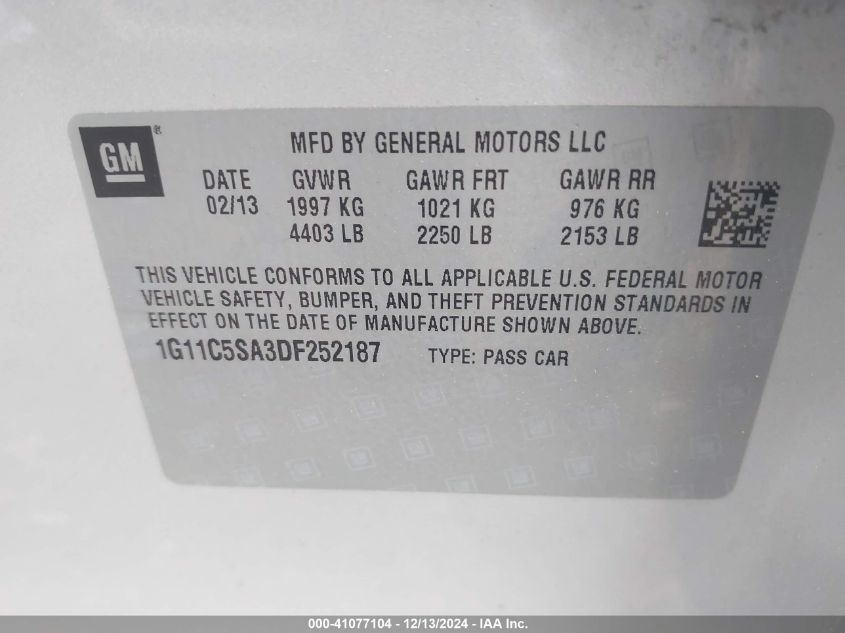 GM®
MFD BY GENERAL MOTORS LLC
DATE GVWR GAWR FRT GAWR RR
02/13 1997 KG 1021 KG 976 KG
4403 LB 2250 LB 2153 LB
THIS VEHICLE CONFORMS TO ALL APPLICABLE U.S. FEDERAL MOTOR
VEHICLE SAFETY, BUMPER, AND THEFT PREVENTION STANDARDS IN
EFFECT ON THE DATE OF MANUFACTURE SHOWN ABOVE.
1G11C5SA3DF252187 TYPE: PASS CAR
000-41077104 - 12/13/2024 - IAA Inc.